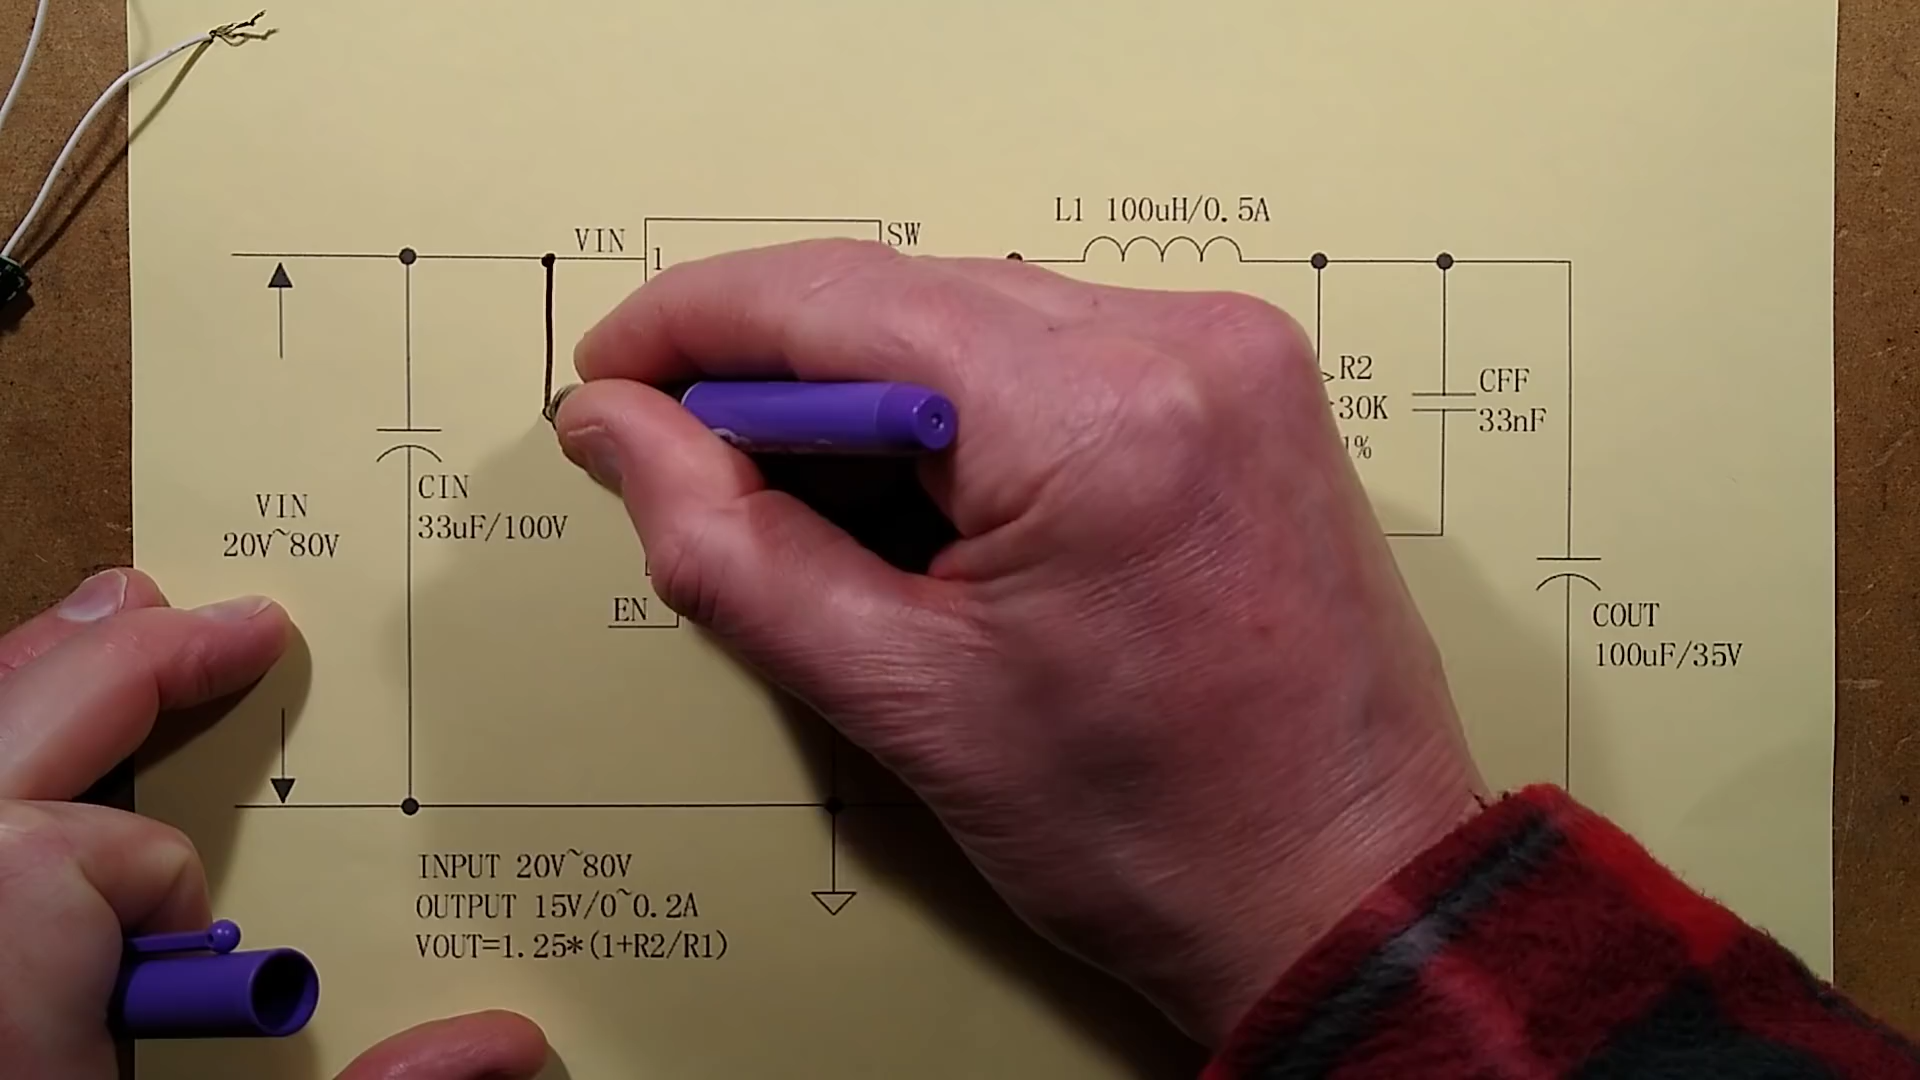 L1 100uH/0.5A
VIN
1
SW
R2
30K
1%
CFF
33nF
CIN
33uF/100V
VIN
20V~80V
EN
COUT
100uF/35V
INPUT 20V~80V
OUTPUT 15V/0~0.2A
VOUT=1.25*(1+R2/R1)